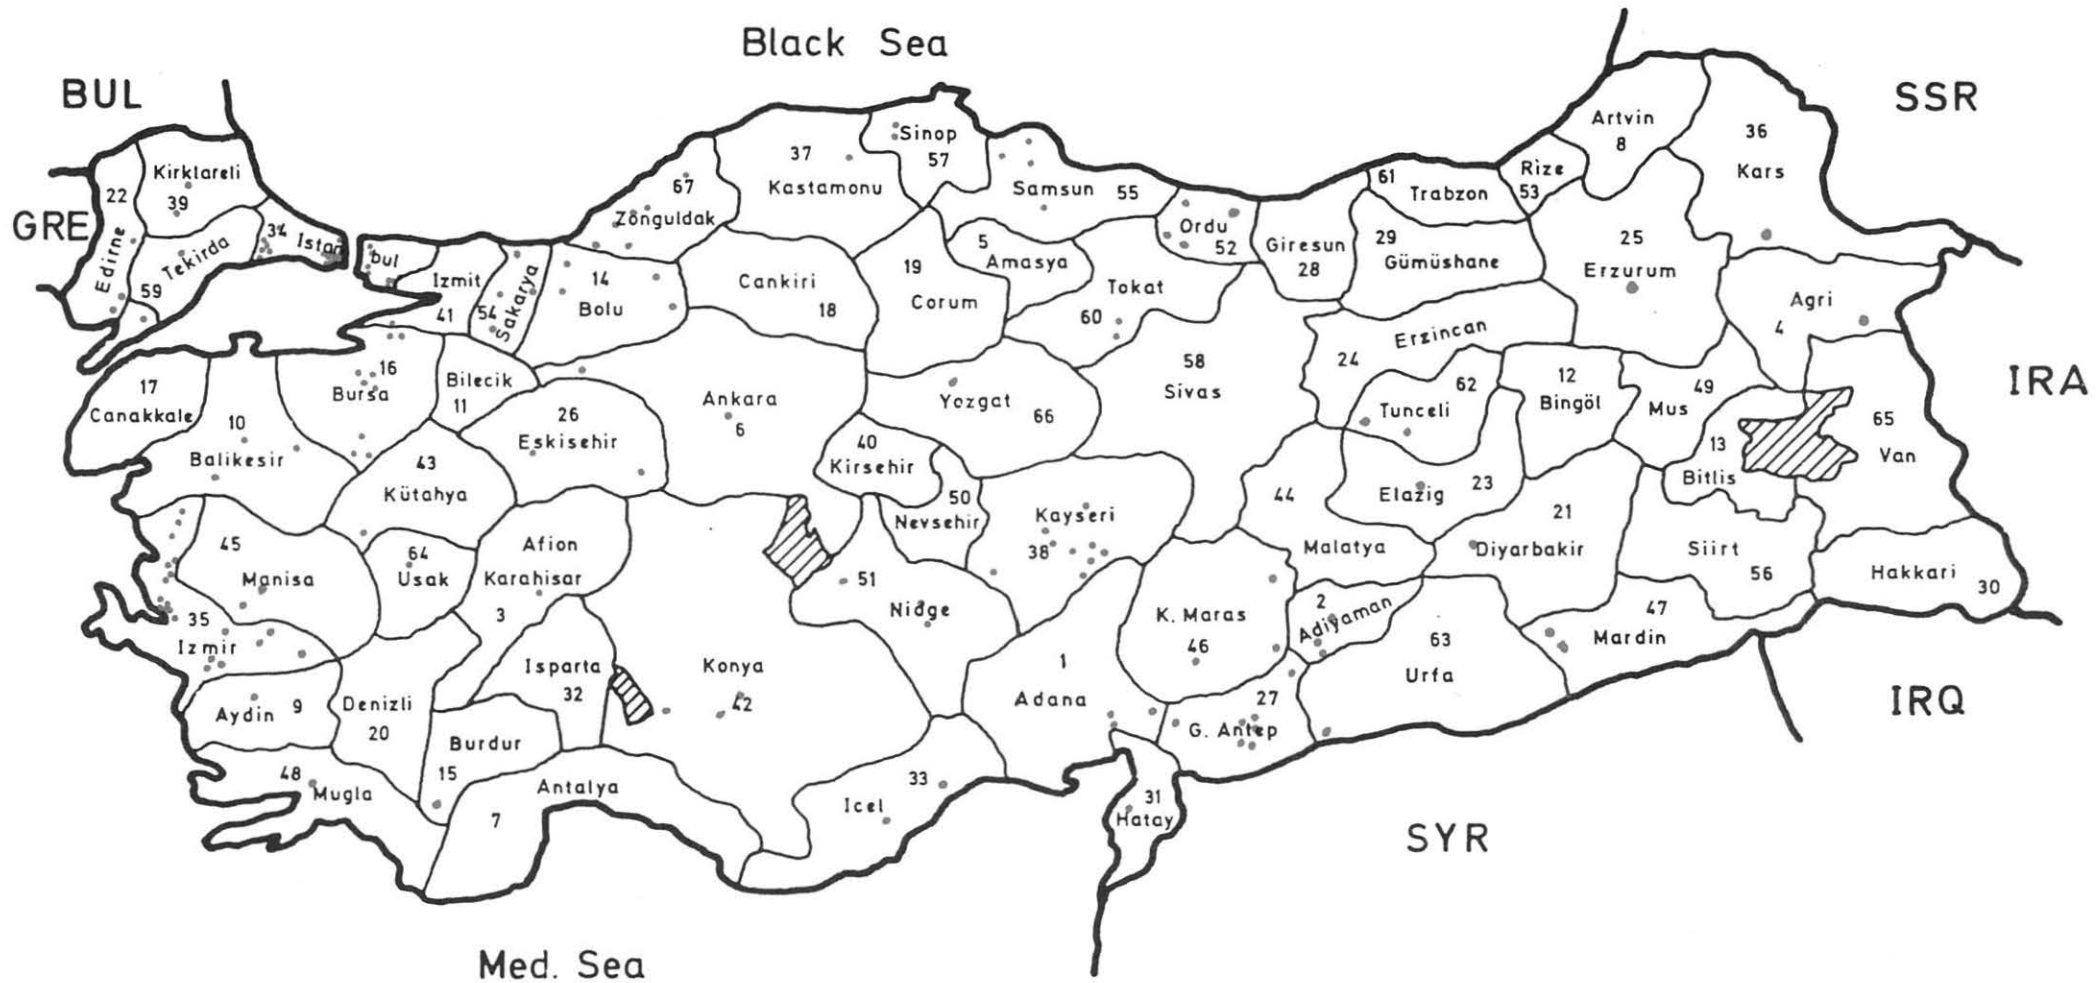 Black Sea
BUL
SSR
GRE
IRA
IRQ
SYR
Med. Sea
22
Edirne
Kirklareli
39
Tekirda
59
34
Istan
bul
Izmit
41
54
Sakarya
14
Bolu
67
Zonguldak
37
Kastamonu
Sinop
57
Samsun 55
Cankiri
18
19
Corum
5
Amasya
Tokat
60
Ordu
52
Giresun
28
29
Gümüshane
61
Trabzon
Rize
53
Artvin
8
36
Kars
25
Erzurum
Agri
4
17
Canakkale
10
Balikesir
16
Bursa
Bilecik
11
26
Eskisehir
43
Kütahya
Ankara
6
40
Kirsehir
Yozgat
66
58
Sivas
24
Erzincan
62
Tunceli
12
Bingöl
49
Mus
13
Bitlis
65
Van
45
Manisa
64
Usak
Afion
Karahisar
3
50
Nevsehir
Kayseri
38
51
Nidge
44
Malatya
Elazig 23
21
Diyarbakir
Siirt
56
Hakkari
30
35
Izmir
Aydin 9
Denizli
20
Isparta
32
Burdur
15
Konya
42
1
Adana
K. Maras
46
2
Adiyaman
63
Urfa
47
Mardin
27
G. Antep
48
Mugla
7
Antalya
33
Icel
31
Hatay